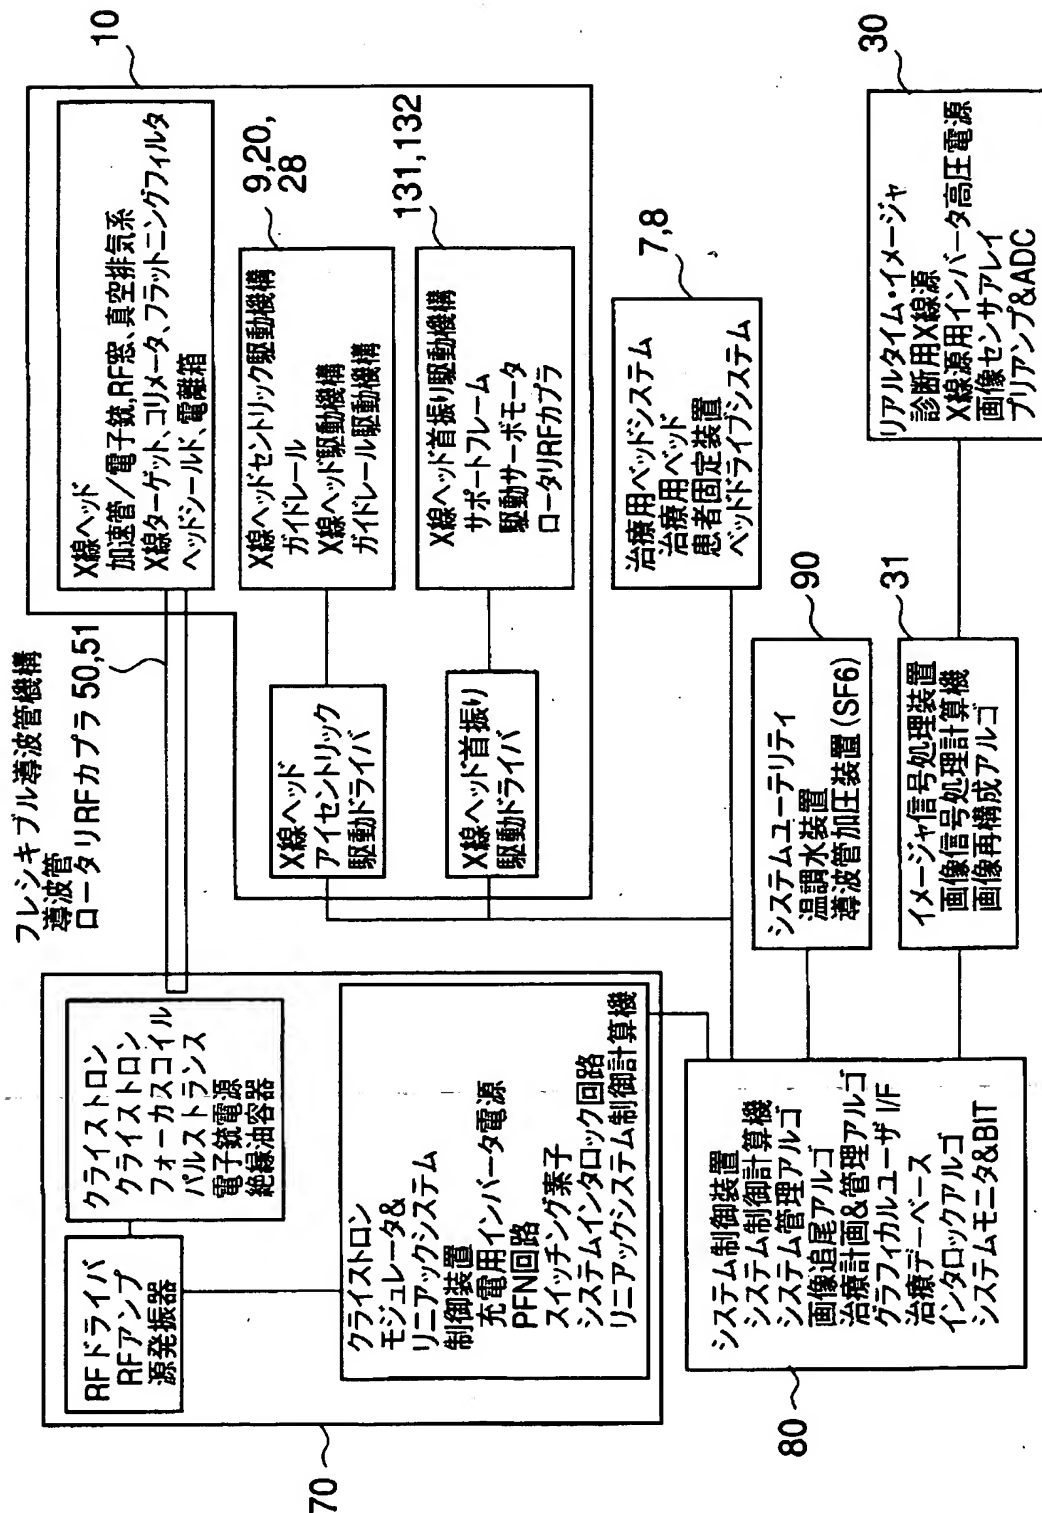 RFドライバ
RFアンプ
源発振器
クライストロン
クライストロン
フォーカスコイル
パルストランス
電子銃電源
絶縁油容器
クライストロン
モジュレータ&
リニアックシステム
制御装置
充電用インバータ電源
PFN回路
スイッチング素子
システムインタロック回路
リニアックシステム制御計算機
70
フレシキブル導波管機構
導波管
ロータリRFカプラ 50,51
X線ヘッド
加速管/電子銃,RF窓、真空排気系
X線ターゲット、コリメータ、フラットニングフィルタ
ヘッドシールド、電離箱
10
X線ヘッド
アイセントリック
駆動ドライバ
X線ヘッドセントリック駆動機構
ガイドレール
X線ヘッド駆動機構
ガイドレール駆動機構
9,20,
28
X線ヘッド首振り
駆動ドライバ
X線ヘッド首振り駆動機構
サポートフレーム
駆動サーボモータ
ロータリRFカプラ
131,132
治療用ベッドシステム
治療用ベッド
患者固定装置
ベッドドライブシステム
7,8
システム制御装置
システム制御計算機
システム管理アルゴ
画像追尾アルゴ
治療計画&管理アルゴ
グラフィカルユーザI/F
治療デーベース
インタロックアルゴ
システムモニタ&BIT
80
システムユーテリティ
温調水装置
導波管加圧装置(SF6)
90
イメージャ信号処理装置
画像信号処理計算機
画像再構成アルゴ
31
リアルタイム・イメージャ
診断用X線源
X線源用インバータ高圧電源
画像センサアレイ
プリアンプ&ADC
30